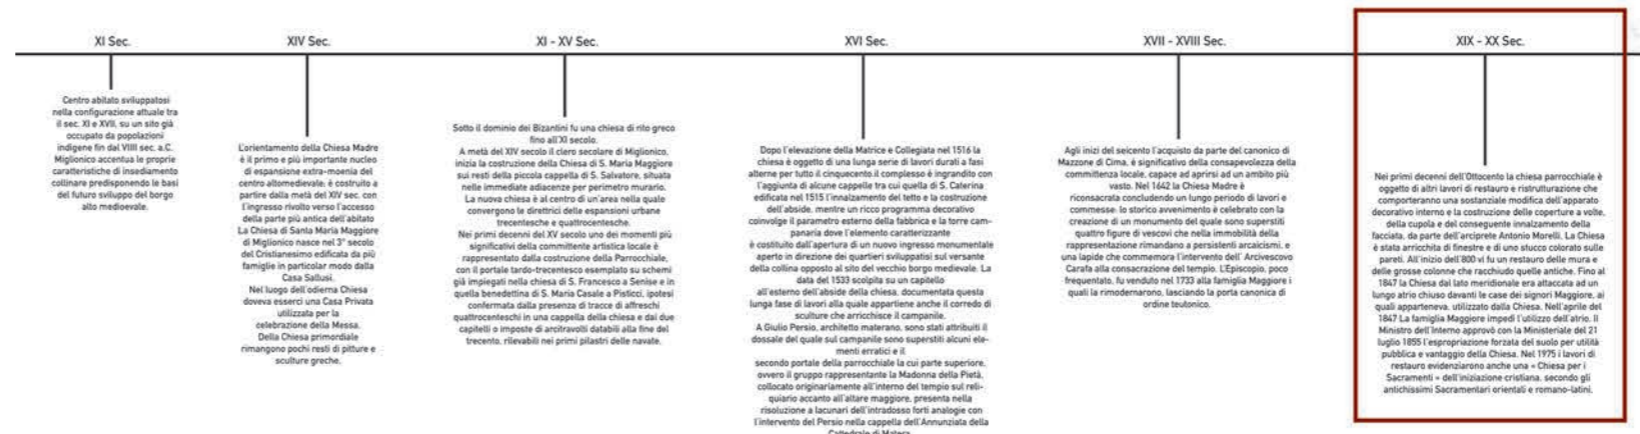 XI Sec.
Centro abitato sviluppatosi
nella configurazione attuale tra
il sec. XI e XVII, su un sito già
occupato da popolazioni
indigene fin dal VIIII sec. a.C.
Miglionico accentua le proprie
caratteristiche di insediamento
collinare predisponendo le basi
del futuro sviluppo del borgo
alto medioevale.
XIV Sec.
L'orientamento della Chiesa Madre
è il primo e più importante nucleo
di espansione extra-moenia del
centro altomedievale; è costruito a
partire dalla metà del XIV sec. con
l'ingresso rivolto verso l'accesso
della parte più antica dell'abitato
La Chiesa di Santa Maria Maggiore
di Miglionico nasce nel 3° secolo
del Cristianesimo edificata da più
famiglie in particolar modo dalla
Casa Sallusi.
Nel luogo dell'odierna Chiesa
doveva esserci una Casa Privata
utilizzata per la
celebrazione della Messa.
Della Chiesa primordiale
rimangono pochi resti di pitture e
sculture greche.
XI - XV Sec.
Sotto il dominio dei Bizantini fu una chiesa di rito greco
fino all'XI secolo.
A metà del XIV secolo il clero secolare di Miglionico,
inizia la costruzione della Chiesa di S. Maria Maggiore
sui resti della piccola cappella di S. Salvatore, situata
nelle immediate adiacenze per perimetro murario.
La nuova chiesa è al centro di un'area nella quale
convergono le direttrici delle espansioni urbane
trecentesche e quattrocentesche.
Nei primi decenni del XV secolo uno dei momenti più
significativi della committente artistica locale è
rappresentato dalla costruzione della Parrocchiale,
con il portale tardo-trecentesco esemplato su schemi
già impiegati nella chiesa di S. Francesco a Senise e in
quella benedettina di S. Maria Casale a Pisticci, ipotesi
confermata dalla presenza di tracce di affreschi
quattrocenteschi in una cappella della chiesa e dai due
capitelli o imposte di arcitravolti databili alla fine del
trecento, rilevabili nei primi pilastri delle navate.
XVI Sec.
Dopo l'elevazione della Matrice e Collegiata nel 1516 la
chiesa è oggetto di una lunga serie di lavori durati a fasi
alterne per tutto il cinquecento.il complesso è ingrandito con
l'aggiunta di alcune cappelle tra cui quella di S. Caterina
edificata nel 1515 l'innalzamento del tetto e la costruzione
dell'abside, mentre un ricco programma decorativo
coinvolge il parametro esterno della fabbrica e la torre cam-
panaria dove l'elemento caratterizzante
è costituito dall'apertura di un nuovo ingresso monumentale
aperto in direzione dei quartieri sviluppatisi sul versante
della collina opposto al sito del vecchio borgo medievale. La
data del 1533 scolpita su un capitello
all'esterno dell'abside della chiesa, documentata questa
lunga fase di lavori alla quale appartiene anche il corredo di
sculture che arricchisce il campanile.
A Giulio Persio, architetto materano, sono stati attribuiti il
dossale del quale sul campanile sono superstiti alcuni ele-
menti erratici e il
secondo portale della parrocchiale la cui parte superiore,
ovvero il gruppo rappresentante la Madonna della Pietà,
collocato originariamente all'interno del tempio sul reli-
quiario accanto all'altare maggiore, presenta nella
risoluzione a lacunari dell'intradosso forti analogie con
l'intervento del Persio nella cappella dell'Annunziata della
Cattedrale di Matera.
XVII - XVIII Sec.
Agli inizi del seicento l'acquisto da parte del canonico di
Mazzone di Cima, è significativo della consapevolezza della
committenza locale, capace ad aprirsi ad un ambito più
vasto. Nel 1642 la Chiesa Madre è
riconsacrata concludendo un lungo periodo di lavori e
commesse: lo storico avvenimento è celebrato con la
creazione di un monumento del quale sono superstiti
quattro figure di vescovi che nella immobilità della
rappresentazione rimandano a persistenti arcaicismi, e
una lapide che commemora l'intervento dell' Arcivescovo
Carafa alla consacrazione del tempio. L'Episcopio, poco
frequentato, fu venduto nel 1733 alla famiglia Maggiore i
quali la rimodernarono, lasciando la porta canonica di
ordine teutonico.
XIX - XX Sec.
Nei primi decenni dell'Ottocento la chiesa parrocchiale è
oggetto di altri lavori di restauro e ristrutturazione che
comporteranno una sostanziale modifica dell'apparato
decorativo interno e la costruzione delle coperture a volte,
della cupola e del conseguente innalzamento della
facciata, da parte dell'arciprete Antonio Morelli. La Chiesa
è stata arricchita di finestre e di uno stucco colorato sulle
pareti. All'inizio dell'800 vi fu un restauro delle mura e
delle grosse colonne che racchiudo quelle antiche. Fino al
1847 la Chiesa dal lato meridionale era attaccata ad un
lungo atrio chiuso davanti le case dei signori Maggiore, ai
quali apparteneva, utilizzato dalla Chiesa. Nell'aprile del
1847 La famiglia Maggiore impedì l'utilizzo dell'atrio. Il
Ministro dell'Interno approvò con la Ministeriale del 21
luglio 1855 l'espropriazione forzata del suolo per utilità
pubblica e vantaggio della Chiesa. Nel 1975 i lavori di
restauro evidenziarono anche una « Chiesa per i
Sacramenti » dell'iniziazione cristiana, secondo gli
antichissimi Sacramentari orientali e romano-latini.